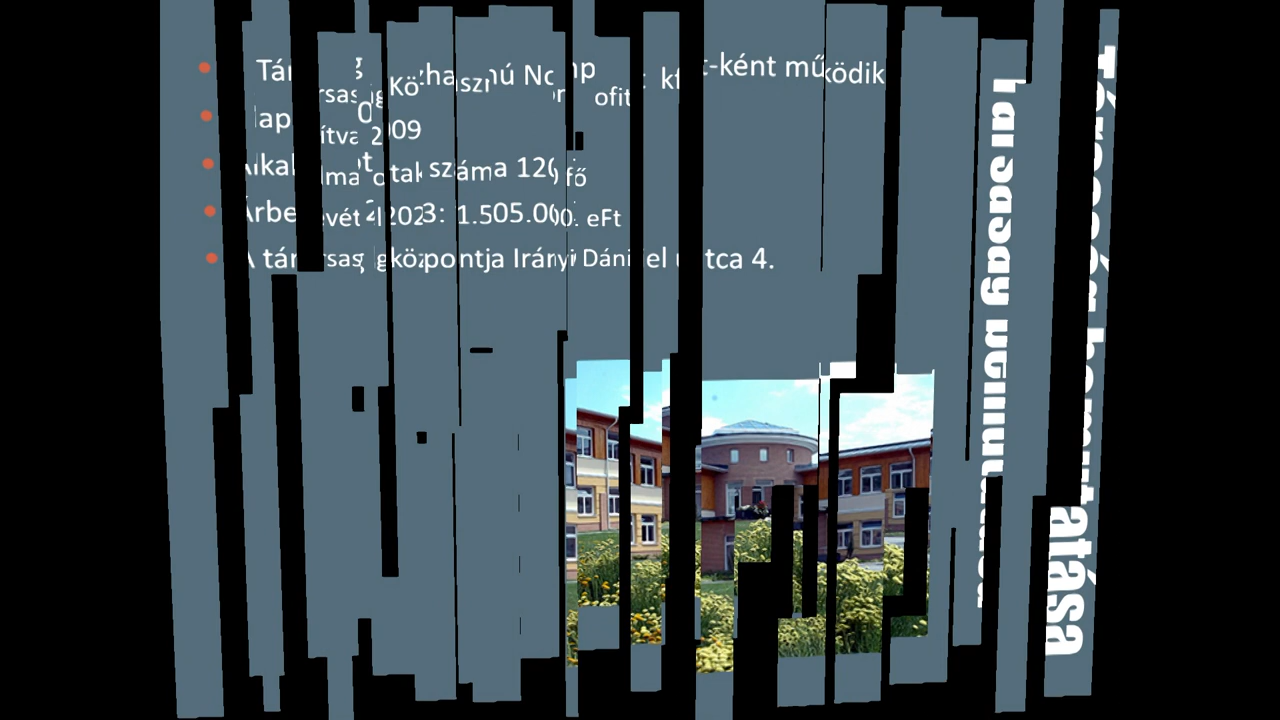 Társaság Közhasznú Nonprofit kft-ként működik
Alapítva 2009
Alkalmazottak száma 120 fő
Árbevétel 2023: 1.505.000. eFt
A társaság központja Irányi Dániel utca 4.
Társaság bemutatása